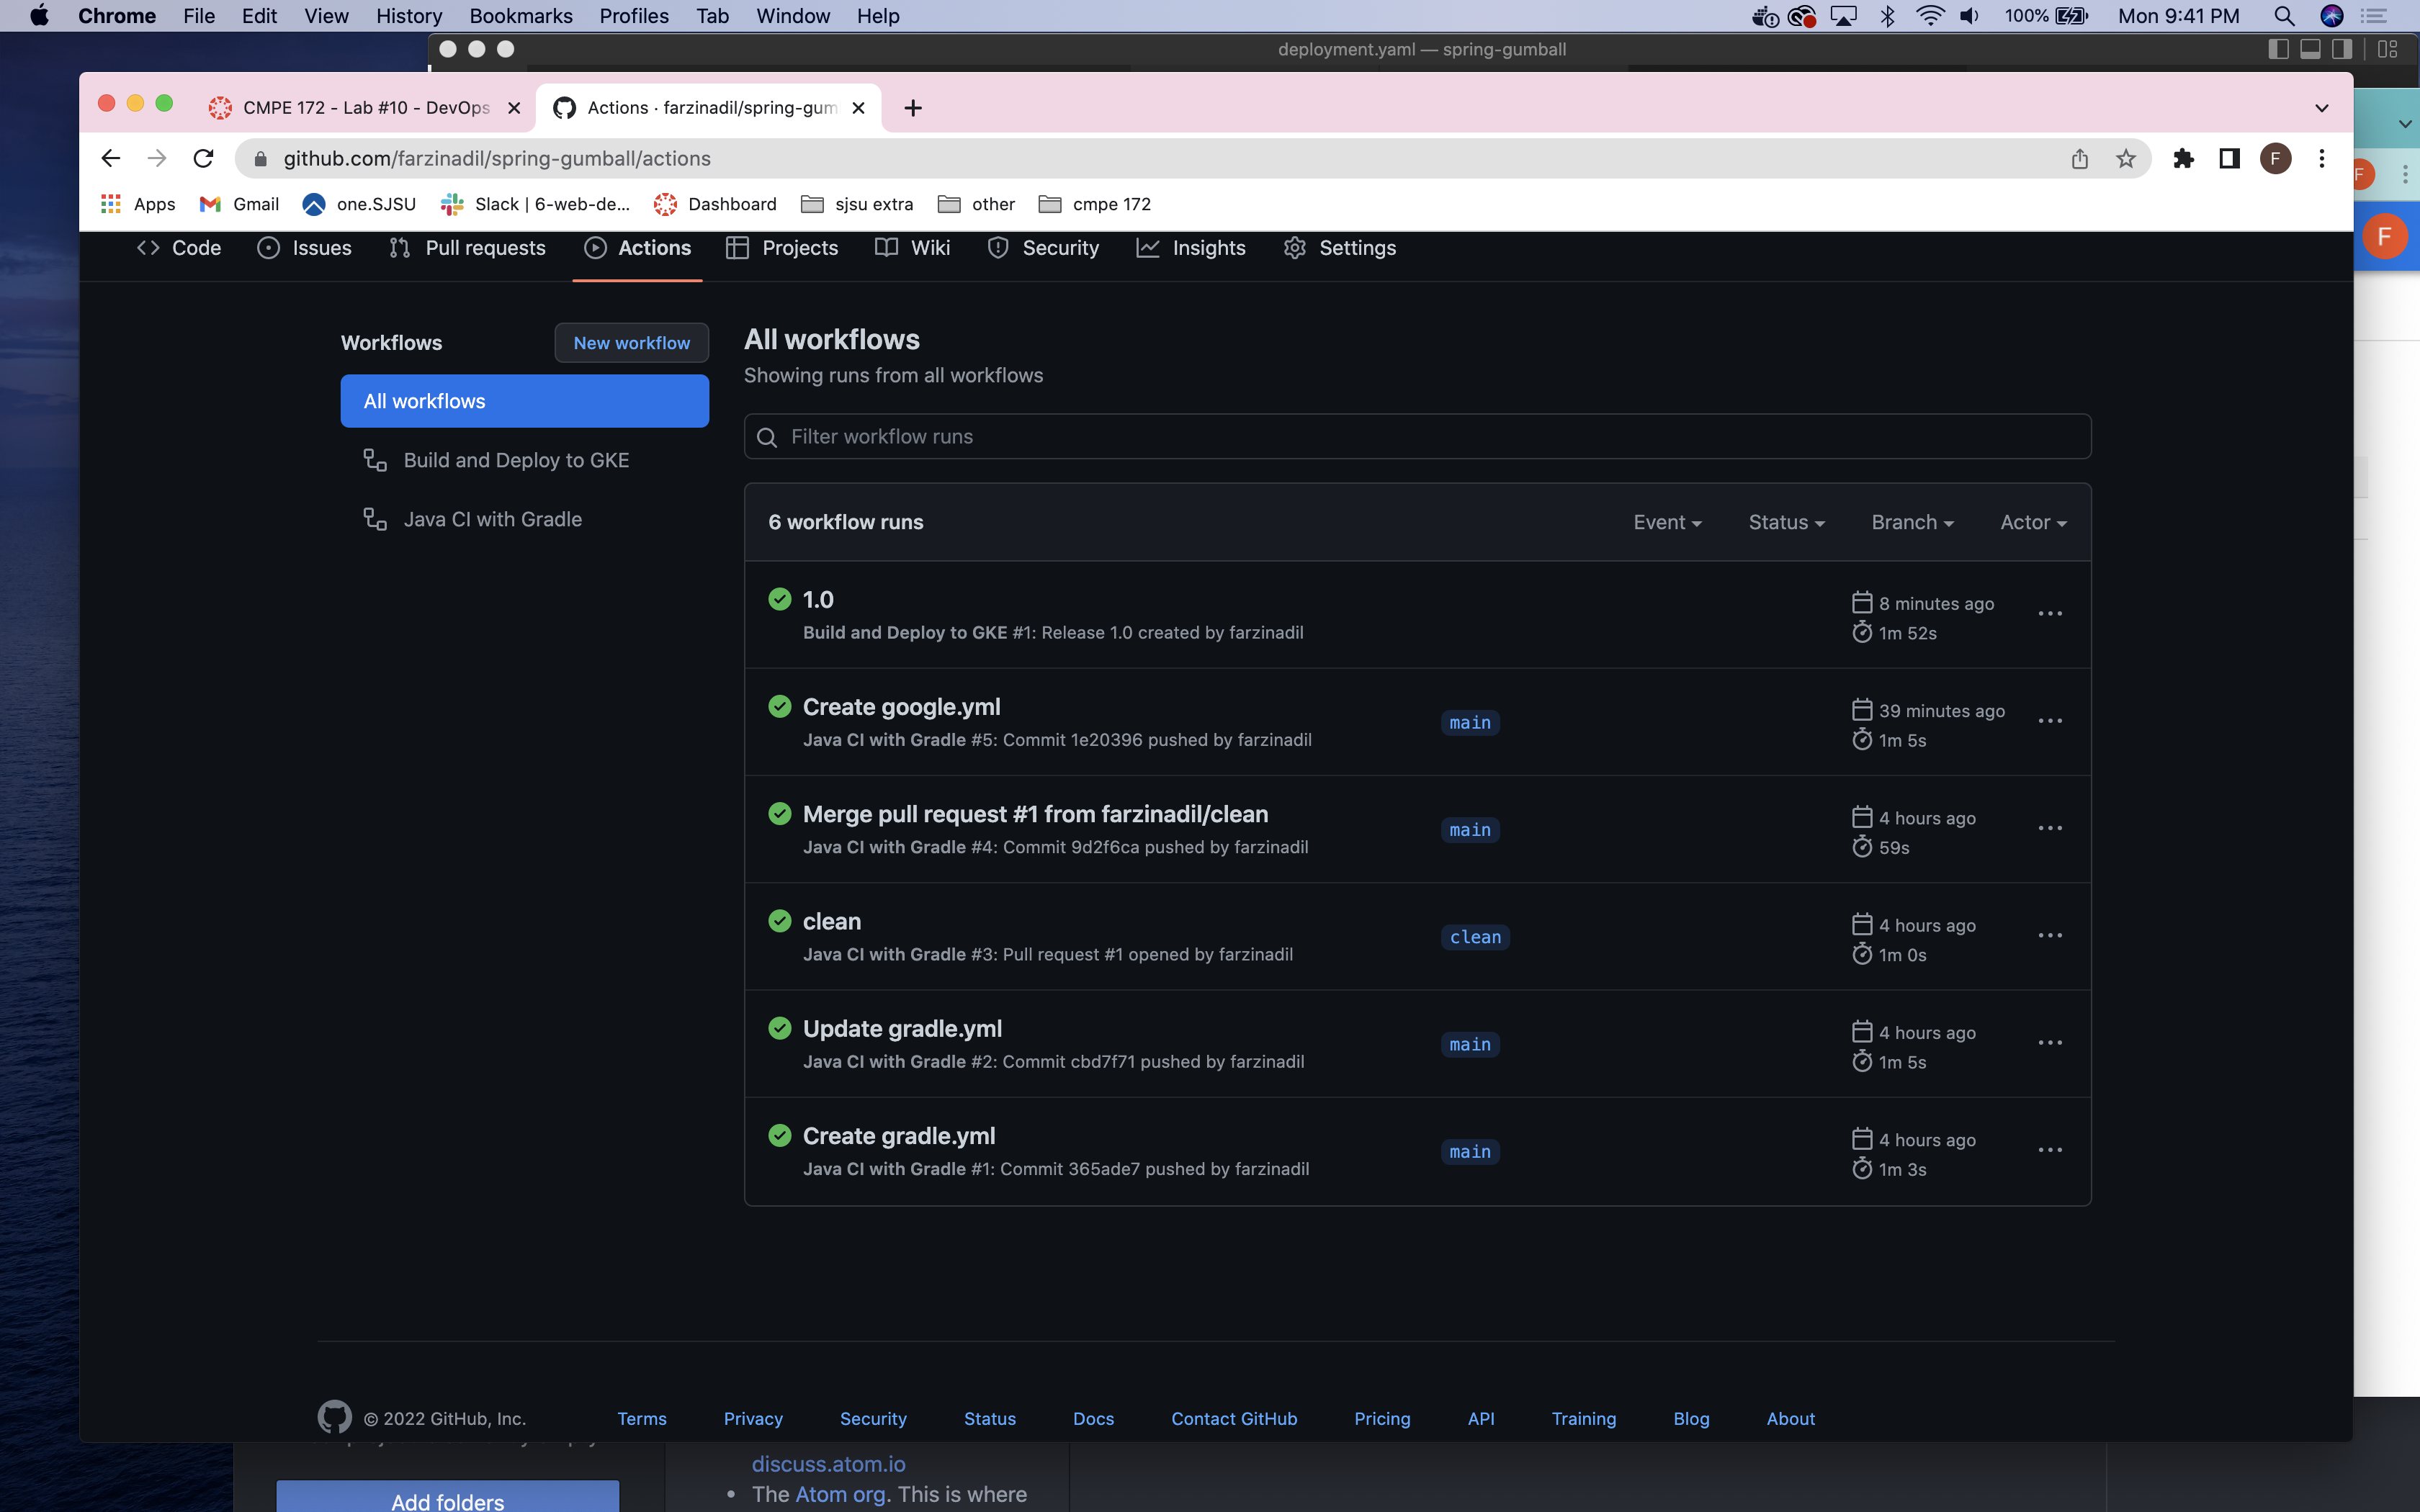 Chrome File Edit View History Bookmarks Profiles Tab Window Help 100% Mon 9:41 PM
deployment.yaml — spring-gumball
CMPE 172 - Lab #10 - DevOps
Actions · farzinadil/spring-gum
github.com/farzinadil/spring-gumball/actions
F
F
Apps Gmail one.SJSU Slack | 6-web-de... Dashboard sjsu extra other cmpe 172
F
Code Issues Pull requests Actions Projects Wiki Security Insights Settings
Workflows
New workflow
All workflows
Build and Deploy to GKE
Java CI with Gradle
All workflows
Showing runs from all workflows
Filter workflow runs
6 workflow runs Event Status Branch Actor
1.0
Build and Deploy to GKE #1: Release 1.0 created by farzinadil
8 minutes ago
1m 52s
Create google.yml
Java CI with Gradle #5: Commit 1e20396 pushed by farzinadil
main
39 minutes ago
1m 5s
Merge pull request #1 from farzinadil/clean
Java CI with Gradle #4: Commit 9d2f6ca pushed by farzinadil
main
4 hours ago
59s
clean
Java CI with Gradle #3: Pull request #1 opened by farzinadil
clean
4 hours ago
1m 0s
Update gradle.yml
Java CI with Gradle #2: Commit cbd7f71 pushed by farzinadil
main
4 hours ago
1m 5s
Create gradle.yml
Java CI with Gradle #1: Commit 365ade7 pushed by farzinadil
main
4 hours ago
1m 3s
© 2022 GitHub, Inc. Terms Privacy Security Status Docs Contact GitHub Pricing API Training Blog About
Add folders
discuss.atom.io
• The Atom org. This is where